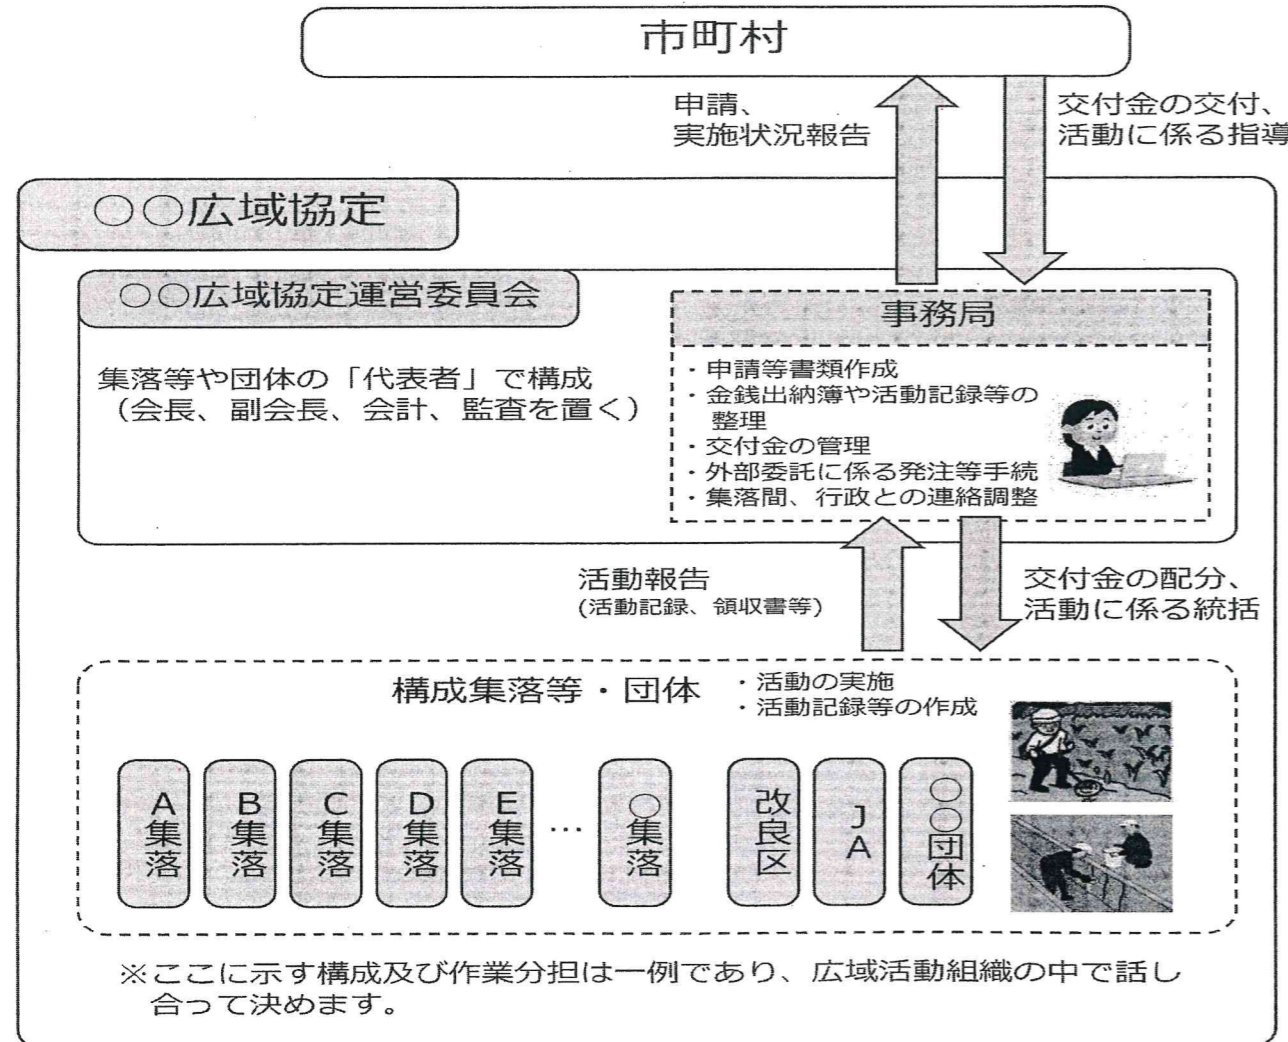 市町村
申請、
実施状況報告
交付金の交付、
活動に係る指導
○○広域協定
○○広域協定運営委員会
集落等や団体の「代表者」で構成
（会長、副会長、会計、監査を置く）
事務局
・申請等書類作成
・金銭出納簿や活動記録等の
整理
・交付金の管理
・外部委託に係る発注等手続
・集落間、行政との連絡調整
活動報告
(活動記録、領収書等)
交付金の配分、
活動に係る統括
構成集落等・団体
・活動の実施
・活動記録等の作成
A集落
B集落
C集落
D集落
E集落
…
○集落
改良区
JA
○○団体
※ここに示す構成及び作業分担は一例であり、広域活動組織の中で話し
合って決めます。